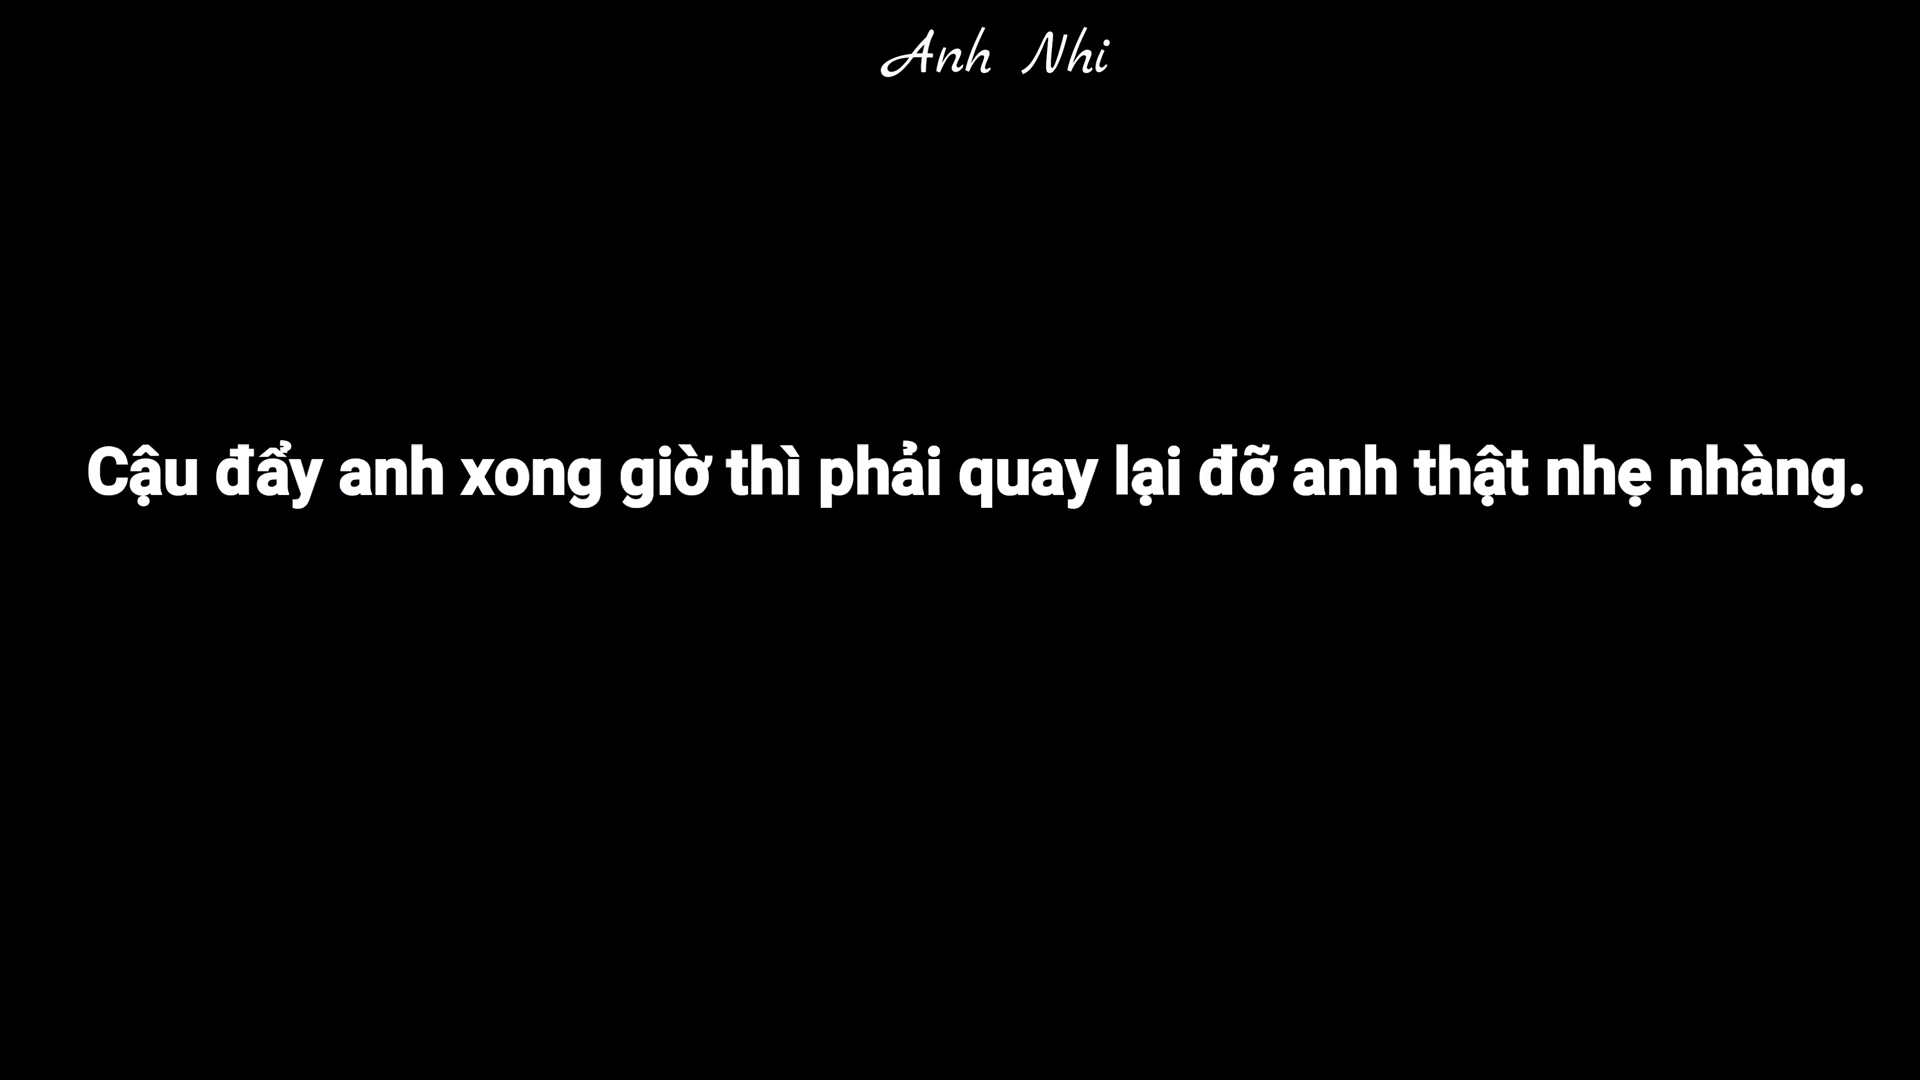 Anh Nhi
Cậu đẩy anh xong giờ thì phải quay lại đỡ anh thật nhẹ nhàng.